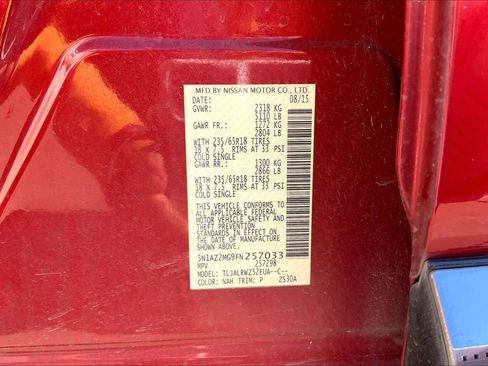 MFD BY NISSAN MOTOR CO., LTD.
DATE: 08/15
GVWR: 2318 KG
5110 LB
GAWR FR.: 1272 KG
2804 LB
WITH 235/65R18 TIRES
18 X 7.5 RIMS AT 33 PSI
COLD SINGLE
GAWR RR.: 1300 KG
2866 LB
WITH 235/65R18 TIRES
18 X 7.5 RIMS AT 33 PSI
COLD SINGLE
THIS VEHICLE CONFORMS TO
ALL APPLICABLE FEDERAL
MOTOR VEHICLE SAFETY
AND THEFT PREVENTION
STANDARDS IN EFFECT ON
THE DATE OF MANUFACTURE
5N1AZ2MG9FN257033
MPV 257298
MODEL: TLJALRWZ52EUA--C--
COLOR: NAH TRIM: P ZS30A